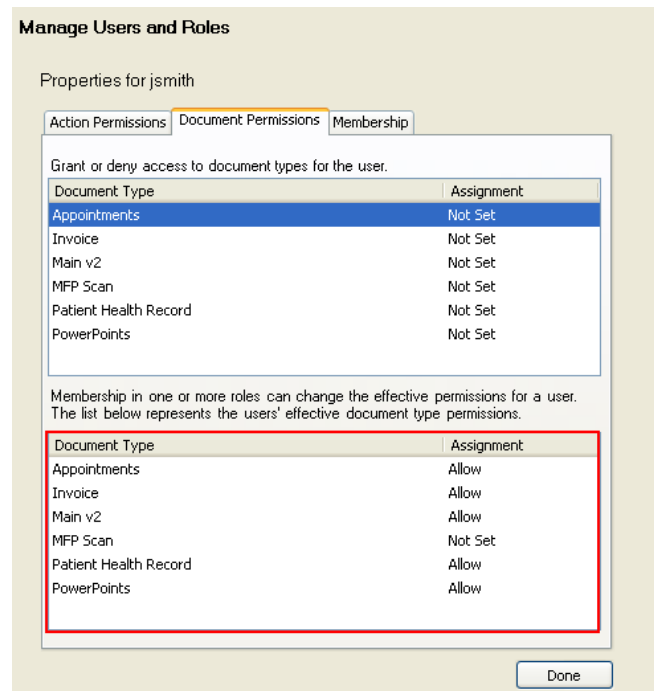 Manage Users and Roles
Properties for jsmith
Action Permissions Document Permissions Membership
Grant or deny access to document types for the user.
Document Type Assignment
Appointments Not Set
Invoice Not Set
Main v2 Not Set
MFP Scan Not Set
Patient Health Record Not Set
PowerPoints Not Set
Membership in one or more roles can change the effective permissions for a user.
The list below represents the users' effective document type permissions.
Document Type Assignment
Appointments Allow
Invoice Allow
Main v2 Allow
MFP Scan Not Set
Patient Health Record Allow
PowerPoints Allow
Done